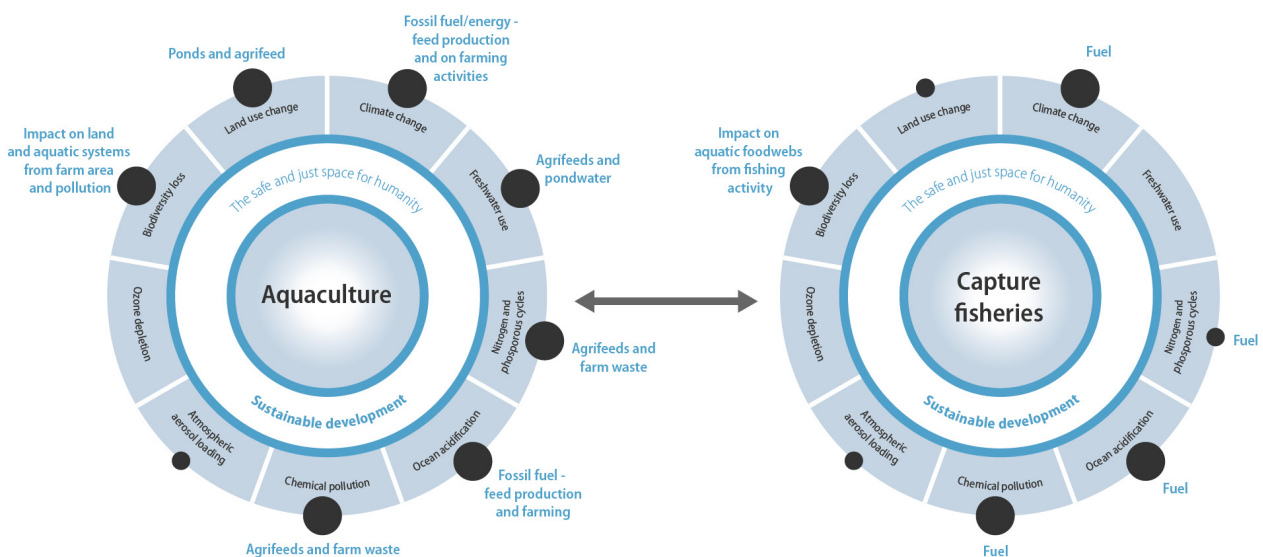 Fossil fuel/energy -
feed production
and on farming
activities
Ponds and agrifeed
Impact on land
and aquatic systems
from farm area
and pollution
Agrifeeds and
pondwater
Land use change
Climate change
Biodiversity loss
Freshwater use
The safe and just space for humanity
Aquaculture
Ozone depletion
Nitrogen and
phosporous cycles
Agrifeeds and
farm waste
Sustainable development
Atmospheric
aerosol loading
Ocean acidification
Chemical pollution
Fossil fuel -
feed production
and farming
Agrifeeds and farm waste
Fuel
Impact on
aquatic foodwebs
from fishing
activity
Land use change
Climate change
Biodiversity loss
Freshwater use
The safe and just space for humanity
Capture
fisheries
Ozone depletion
Nitrogen and
phosporous cycles
Fuel
Sustainable development
Atmospheric
aerosol loading
Ocean acidification
Chemical pollution
Fuel
Fuel